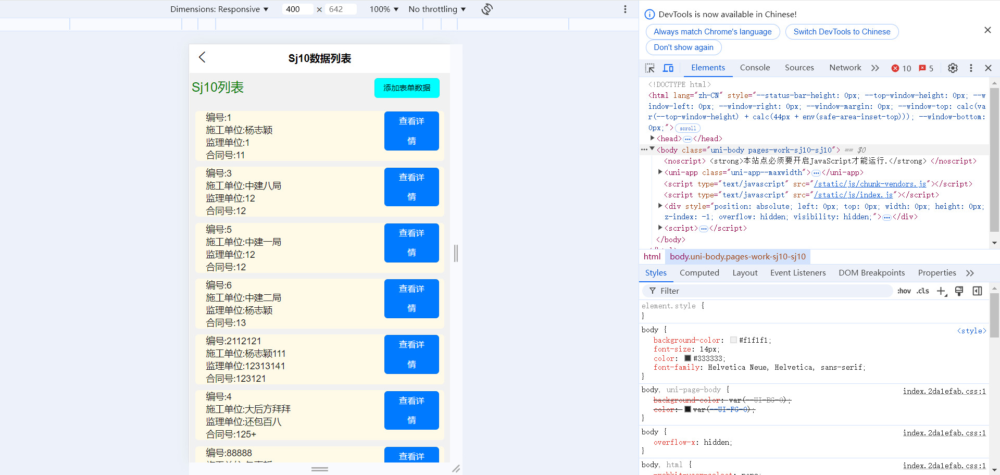 Dimensions: Responsive ▼ 400 × 642 100% ▼ No throttling ▼
Sj10数据列表
Sj10列表
添加表单数据
编号:1
施工单位:杨志颖
监理单位:1
合同号:11
查看详
情
编号:3
施工单位:中建八局
监理单位:12
合同号:12
查看详
情
编号:5
施工单位:中建一局
监理单位:12
合同号:12
查看详
情
编号:6
施工单位:中建二局
监理单位:杨志颖
合同号:13
查看详
情
编号:2112121
施工单位:杨志颖111
监理单位:12313141
合同号:123121
查看详
情
编号:4
施工单位:大后方拜拜
监理单位:还包百八
合同号:125+
查看详
情
编号:88888
查看详
DevTools is now available in Chinese!
Always match Chrome's language
Switch DevTools to Chinese
Don't show again
Elements Console Sources Network 10 5
<!DOCTYPE html>
<html lang="zh-CN" style="--status-bar-height: 0px; --top-window-height: 0px; --w
indow-left: 0px; --window-right: 0px; --window-margin: 0px; --window-top: calc(va
r(--top-window-height) + calc(44px + env(safe-area-inset-top))); --window-bottom:
0px;"> scroll
<head> ••• </head>
••• <body class="uni-body pages-work-sj10-sj10"> == $0
<noscript> <strong>本站点必须要开启JavaScript才能运行.</strong> </noscript>
<uni-app class="uni-app--maxwidth"> ••• </uni-app>
<script type="text/javascript" src="/static/js/chunk-vendors.js"></script>
<script type="text/javascript" src="/static/js/index.js"></script>
<div style="position: absolute; left: 0px; top: 0px; width: 0px; height: 0px;
z-index: -1; overflow: hidden; visibility: hidden;"> ••• </div>
<script> ••• </script>
</body>
html body.uni-body.pages-work-sj10-sj10
Styles Computed Layout Event Listeners DOM Breakpoints Properties
Filter :hov .cls
element.style {
}
body { <style>
background-color: #f1f1f1;
font-size: 14px;
color: #333333;
font-family: Helvetica Neue, Helvetica, sans-serif;
}
body, uni-page-body { index.2da1efab.css:1
background-color: var(--UI-BG-0);
color: var(--UI-FG-0);
}
body { index.2da1efab.css:1
overflow-x: hidden;
}
body, html { index.2da1efab.css:1